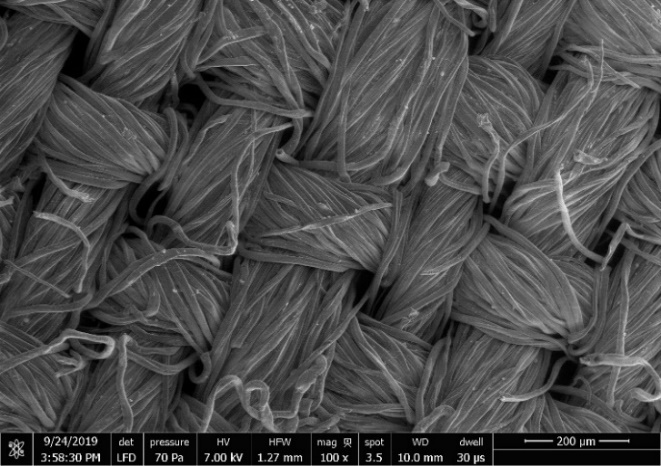 9/24/2019 det pressure HV HFW mag spot WD dwell
3:58:30 PM LFD 70 Pa 7.00 kV 1.27 mm 100 x 3.5 10.0 mm 30 µs
200 µm